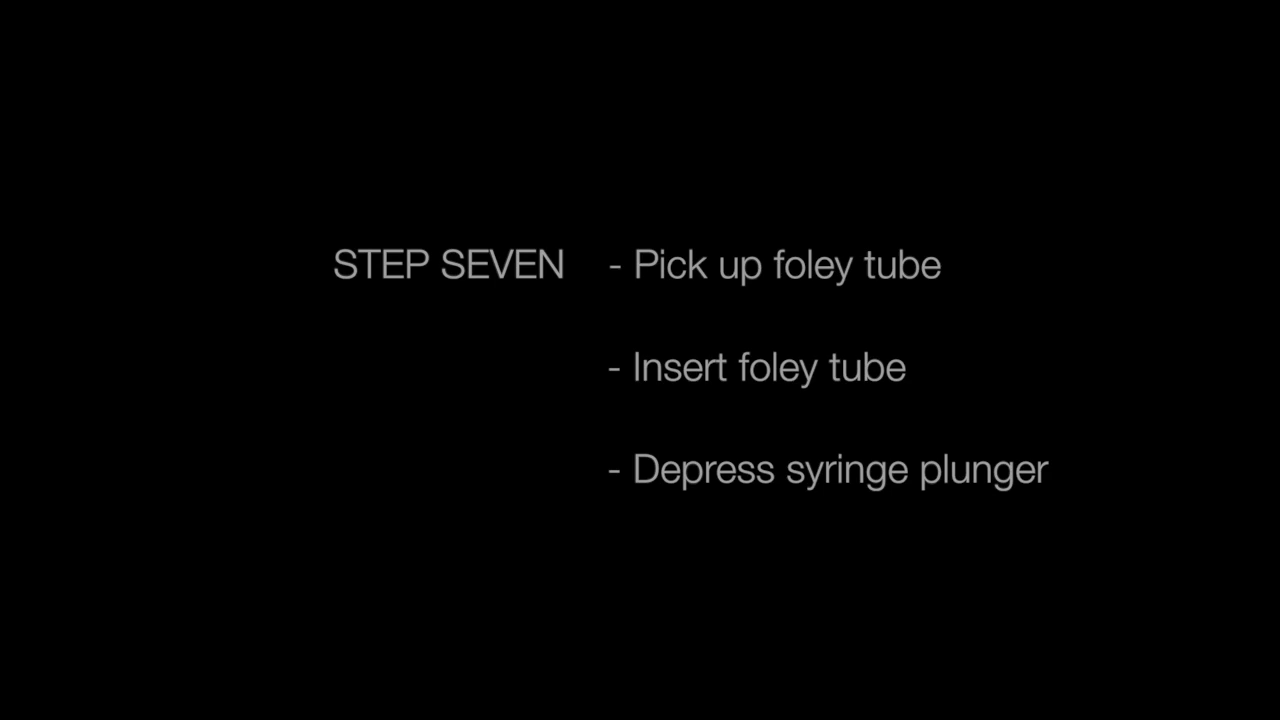 STEP SEVEN - Pick up foley tube
- Insert foley tube
- Depress syringe plunger